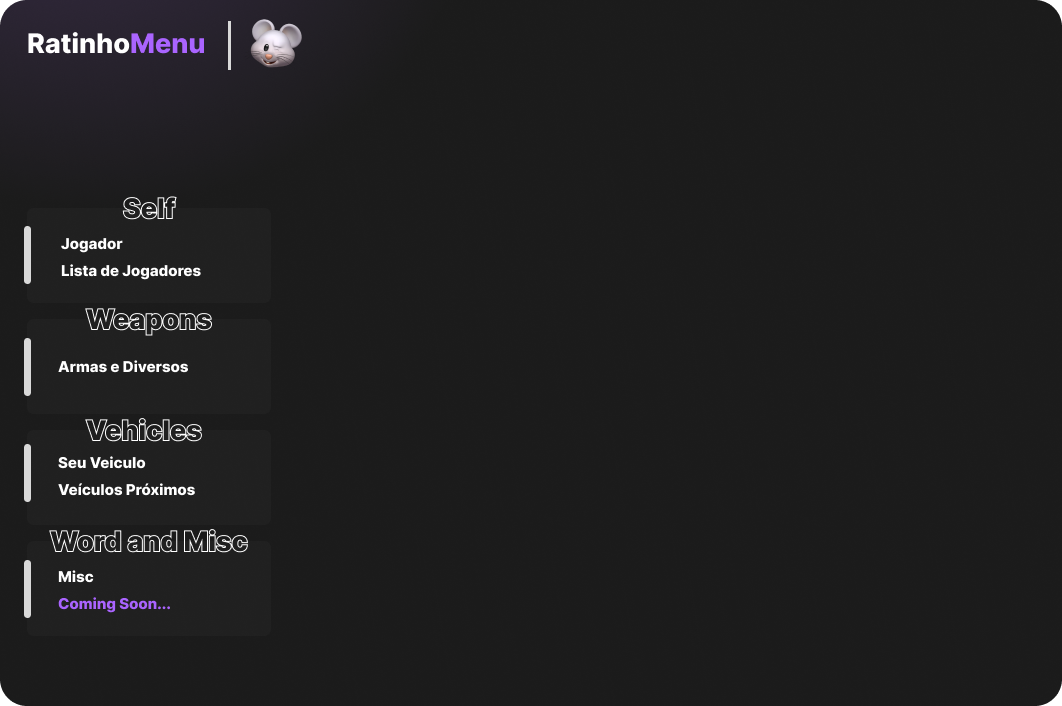 RatinhoMenu
Self
Jogador
Lista de Jogadores
Weapons
Armas e Diversos
Vehicles
Seu Veiculo
Veículos Próximos
Word and Misc
Misc
Coming Soon...